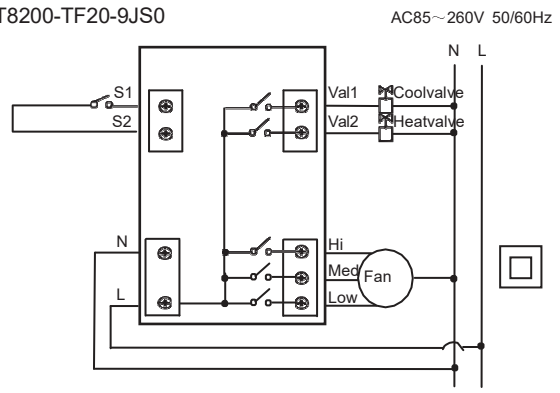 T8200-TF20-9JS0
AC85～260V 50/60Hz
N L
S1
S2
Val1
Coolvalve
Val2
Heatvalve
N
L
Hi
Med
Low
Fan